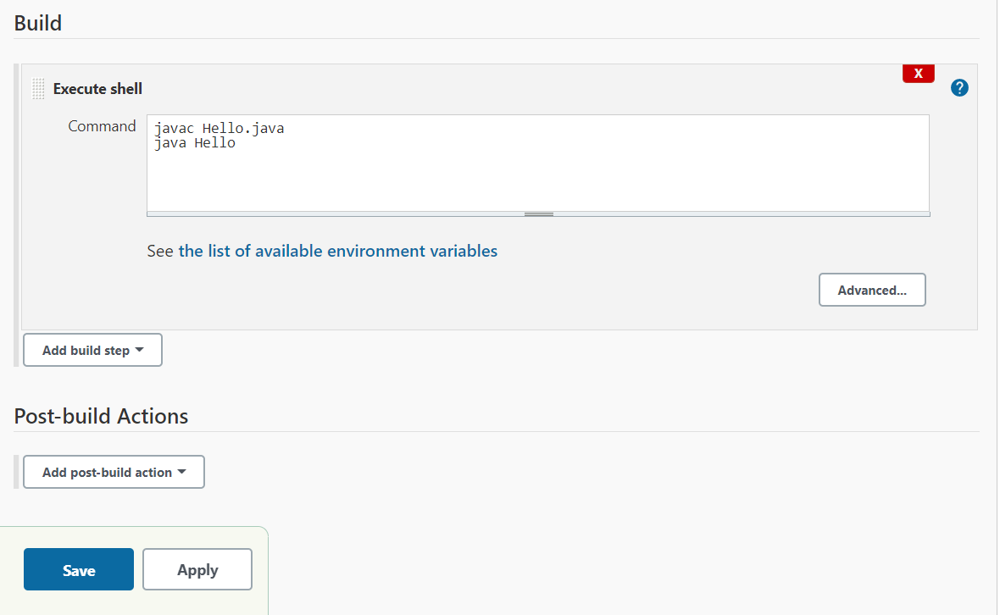 Build
X
Execute shell
?
Command
javac Hello.java
java Hello
See the list of available environment variables
Advanced...
Add build step
Post-build Actions
Add post-build action
Save
Apply